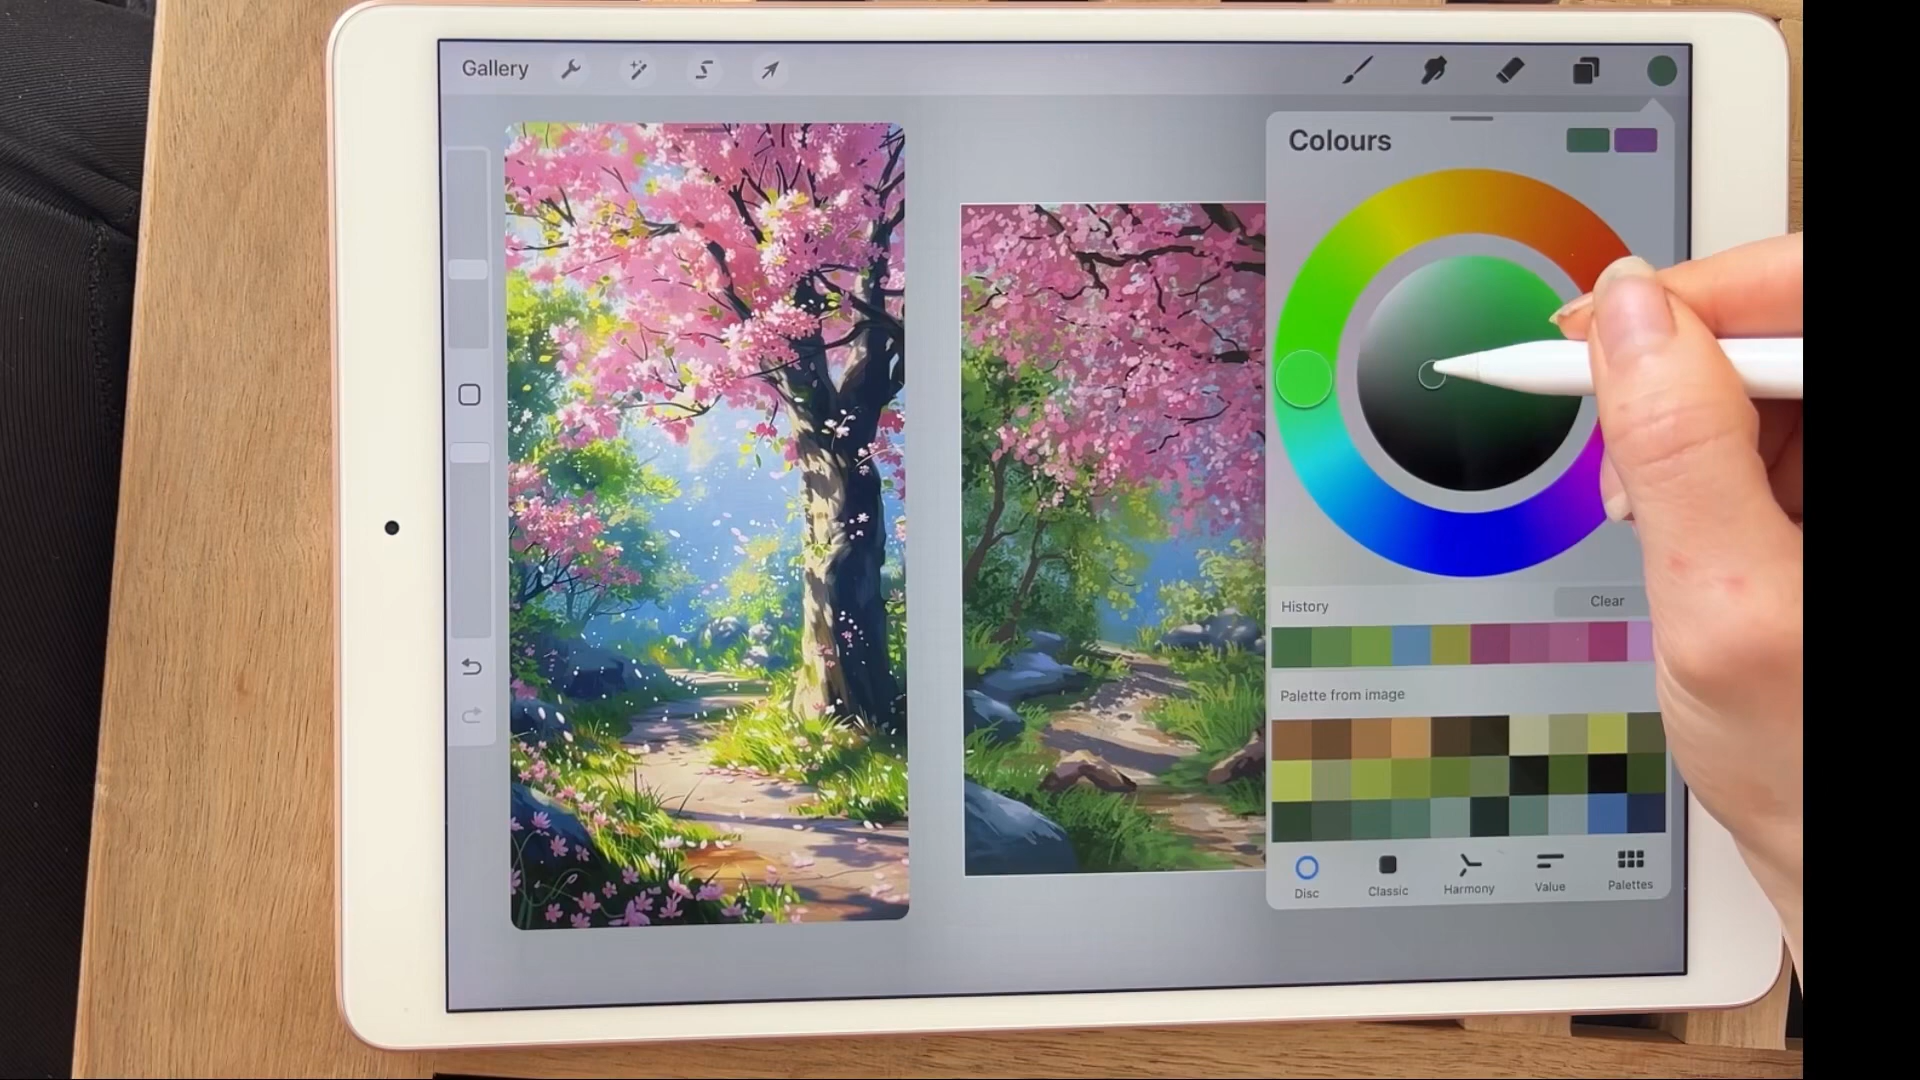 Gallery
Colours
History
Clear
Palette from image
Disc
Classic
Harmony
Value
Palettes